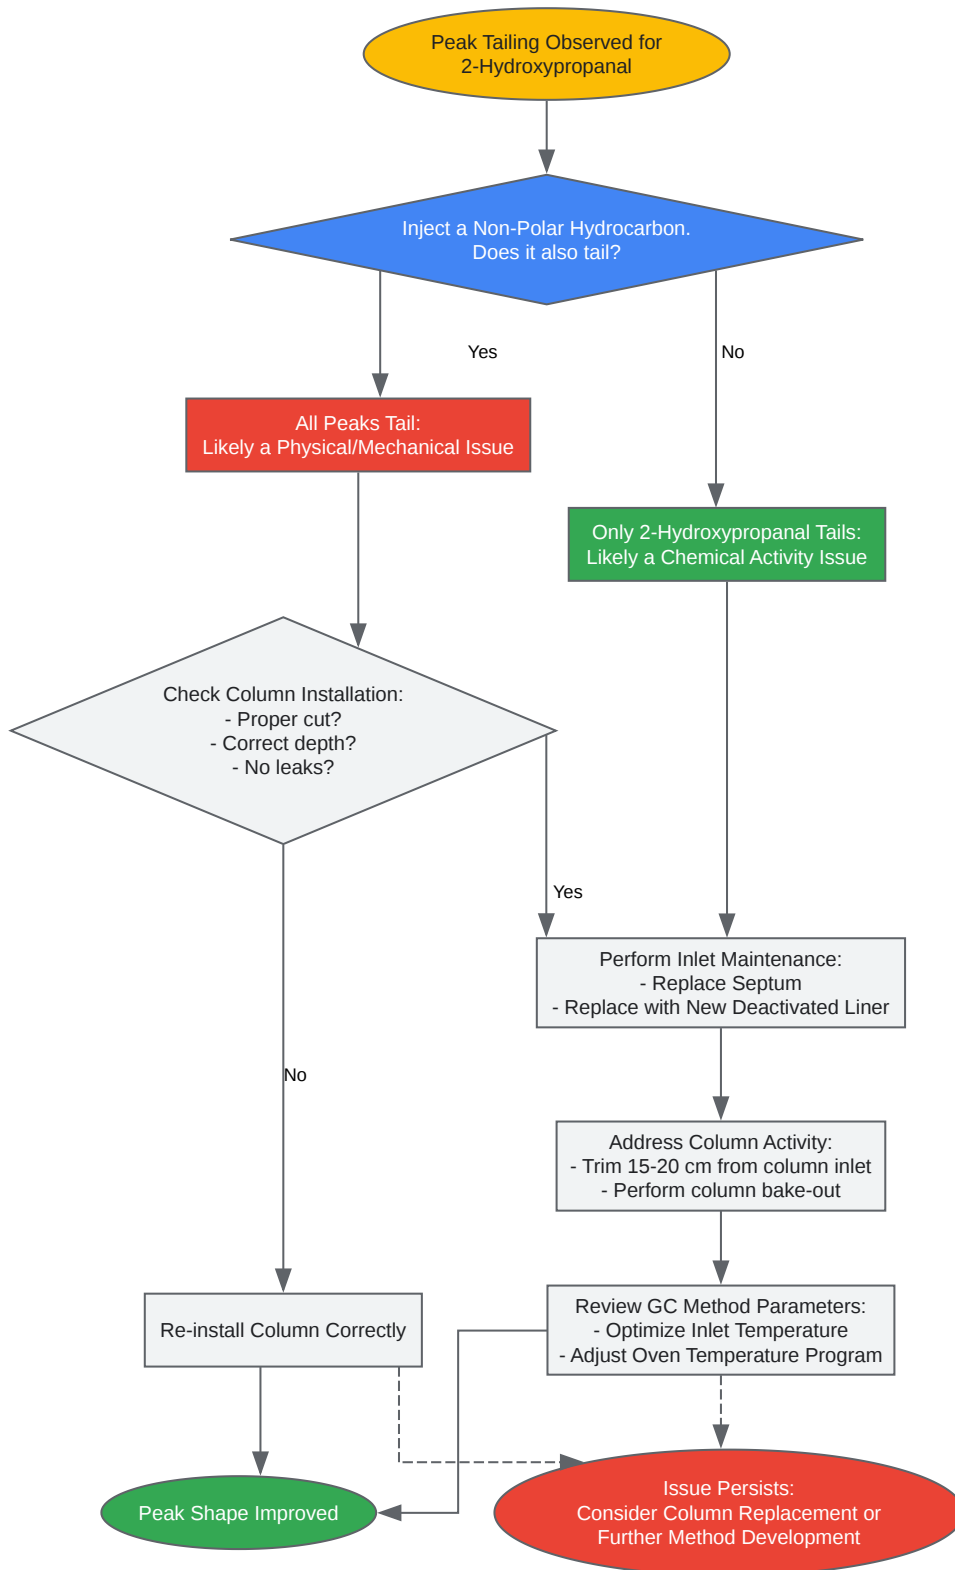 Peak Tailing Observed for
2-Hydroxypropanal
Inject a Non-Polar Hydrocarbon.
Does it also tail?
Yes
No
All Peaks Tail:
Likely a Physical/Mechanical Issue
Only 2-Hydroxypropanal Tails:
Likely a Chemical Activity Issue
Check Column Installation:
- Proper cut?
- Correct depth?
- No leaks?
Yes
Perform Inlet Maintenance:
- Replace Septum
- Replace with New Deactivated Liner
No
Address Column Activity:
- Trim 15-20 cm from column inlet
- Perform column bake-out
Re-install Column Correctly
Review GC Method Parameters:
- Optimize Inlet Temperature
- Adjust Oven Temperature Program
Peak Shape Improved
Issue Persists:
Consider Column Replacement or
Further Method Development